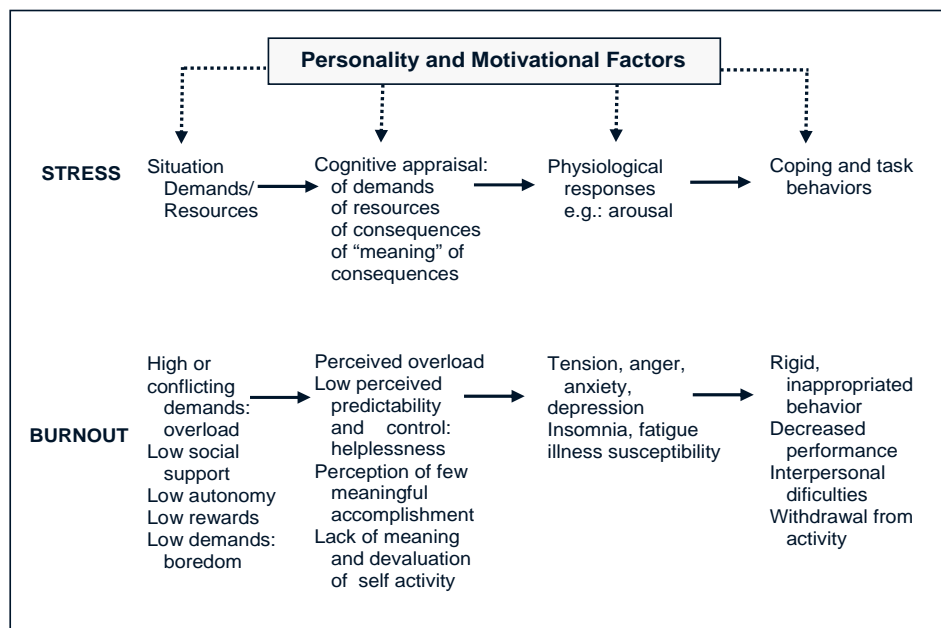 Personality and Motivational Factors
STRESS
Situation
Demands/
Resources
Cognitive appraisal:
of demands
of resources
of consequences
of “meaning” of
consequences
Physiological
responses
e.g.: arousal
Coping and task
behaviors
BURNOUT
High or
conflicting
demands:
overload
Low social
support
Low autonomy
Low rewards
Low demands:
boredom
Perceived overload
Low perceived
predictability
and control:
helplessness
Perception of few
meaningful
accomplishment
Lack of meaning
and devaluation
of self activity
Tension, anger,
anxiety,
depression
Insomnia, fatigue
illness susceptibility
Rigid,
inappropriated
behavior
Decreased
performance
Interpersonal
dificulties
Withdrawal from
activity